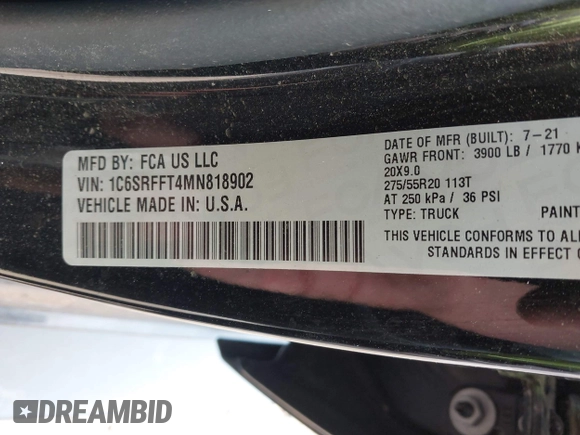 MFD BY: FCA US LLC
VIN: 1C6SRFFT4MN818902
VEHICLE MADE IN: U.S.A.
DATE OF MFR (BUILT): 7-21
GAWR FRONT: 3900 LB / 1770 K
20X9.0
275/55R20 113T
AT 250 kPa / 36 PSI
TYPE: TRUCK PAINT
THIS VEHICLE CONFORMS TO ALL
STANDARDS IN EFFECT O
DREAMBID